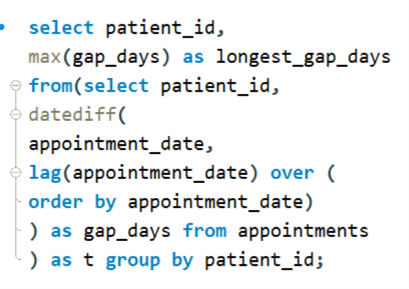 select patient_id,
max(gap_days) as longest_gap_days
from(select patient_id,
datediff(
appointment_date,
lag(appointment_date) over (
order by appointment_date)
) as gap_days from appointments
) as t group by patient_id;